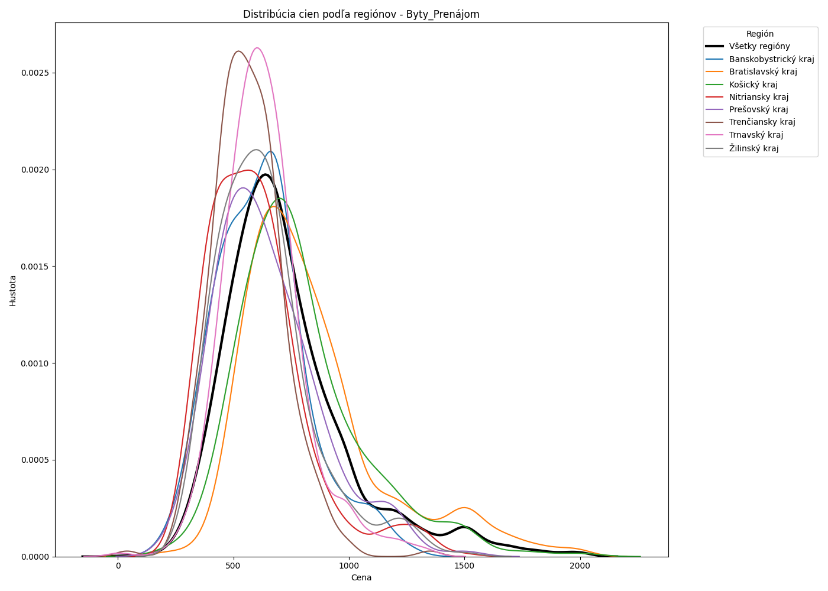 Distribúcia cien podľa regiónov - Byty_Prenájom
Región
Všetky regióny
Banskobystrický kraj
Bratislavský kraj
Košický kraj
Nitriansky kraj
Prešovský kraj
Trenčiansky kraj
Trnavský kraj
Žilinský kraj
Hustota
0.0025
0.0020
0.0015
0.0010
0.0005
0.0000
0
500
1000
1500
2000
Cena